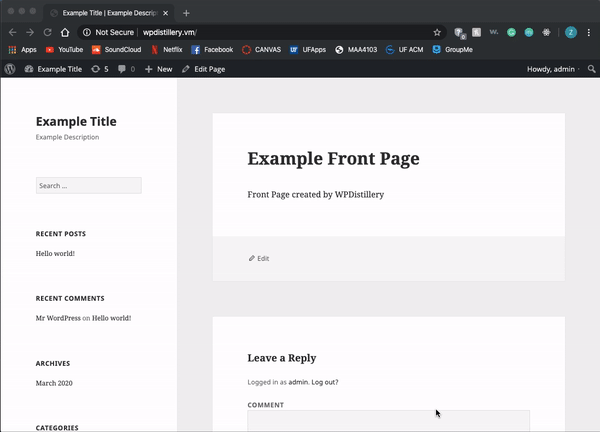 Example Title | Example Descrip
Not Secure | wpdistillery.vm/
Z
Apps YouTube SoundCloud Netflix Facebook CANVAS UFApps MAA4103 UF ACM GroupMe
Example Title 5 0 + New Edit Page Howdy, admin
Example Title
Example Description
Search ...
RECENT POSTS
Hello world!
RECENT COMMENTS
Mr WordPress on Hello world!
ARCHIVES
March 2020
CATEGORIES
Example Front Page
Front Page created by WPDistillery
Edit
Leave a Reply
Logged in as admin. Log out?
COMMENT